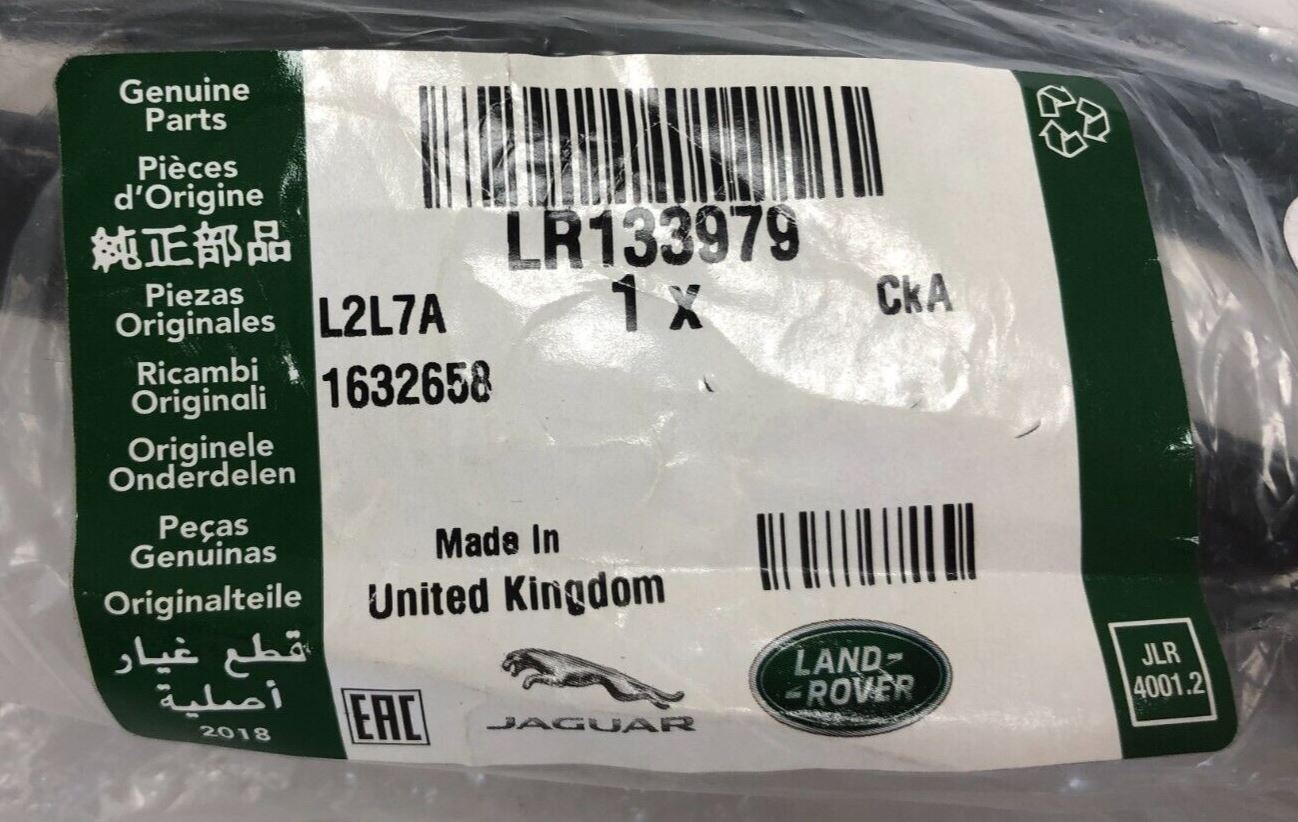 Genuine
Parts
Pièces
d'Origine
純正部品
Piezas
Originales
Ricambi
Originali
Originele
Onderdelen
Peças
Genuinas
Originalteile
قطع غيار
أصلية
2018
LR133979
1 x
CkA
L2L7A
1632658
Made In
United Kingdom
EAC
JAGUAR
LAND-
-ROVER
JLR
4001.2